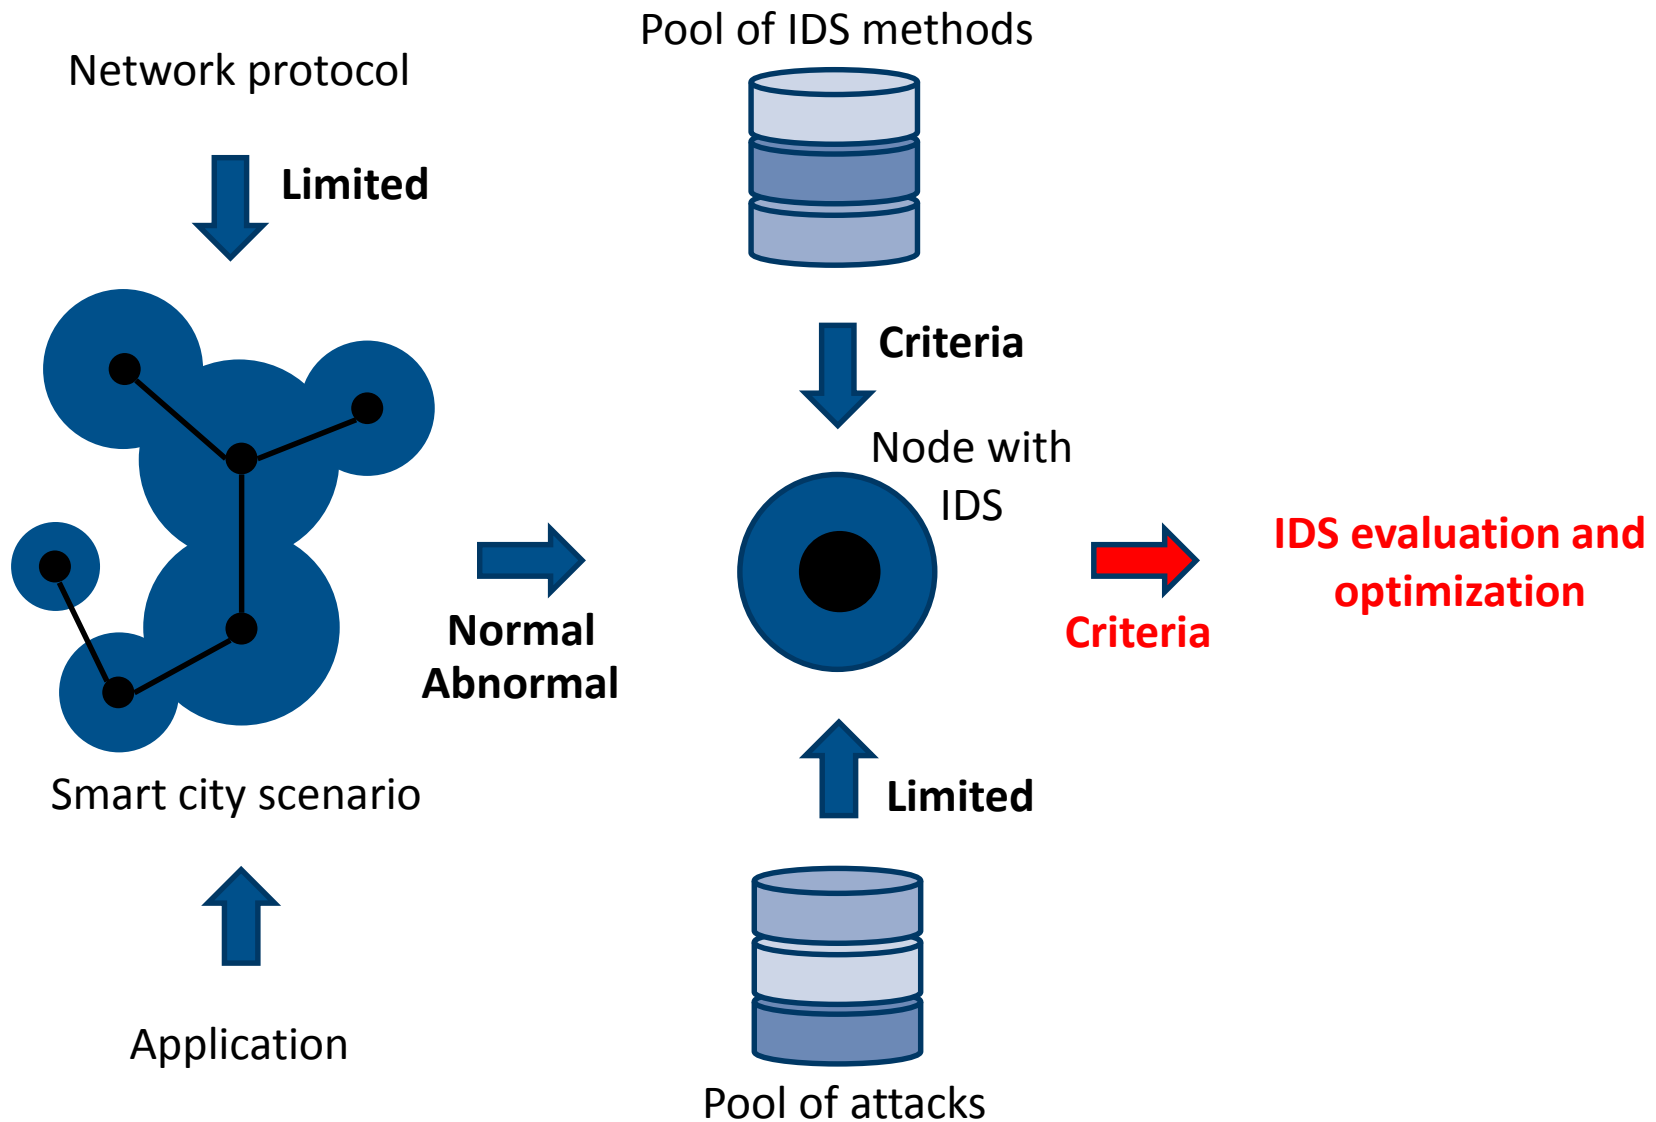 Pool of IDS methods
Network protocol
Limited
Criteria
Node with
IDS
IDS evaluation and
optimization
Normal
Abnormal
Criteria
Smart city scenario
Limited
Application
Pool of attacks